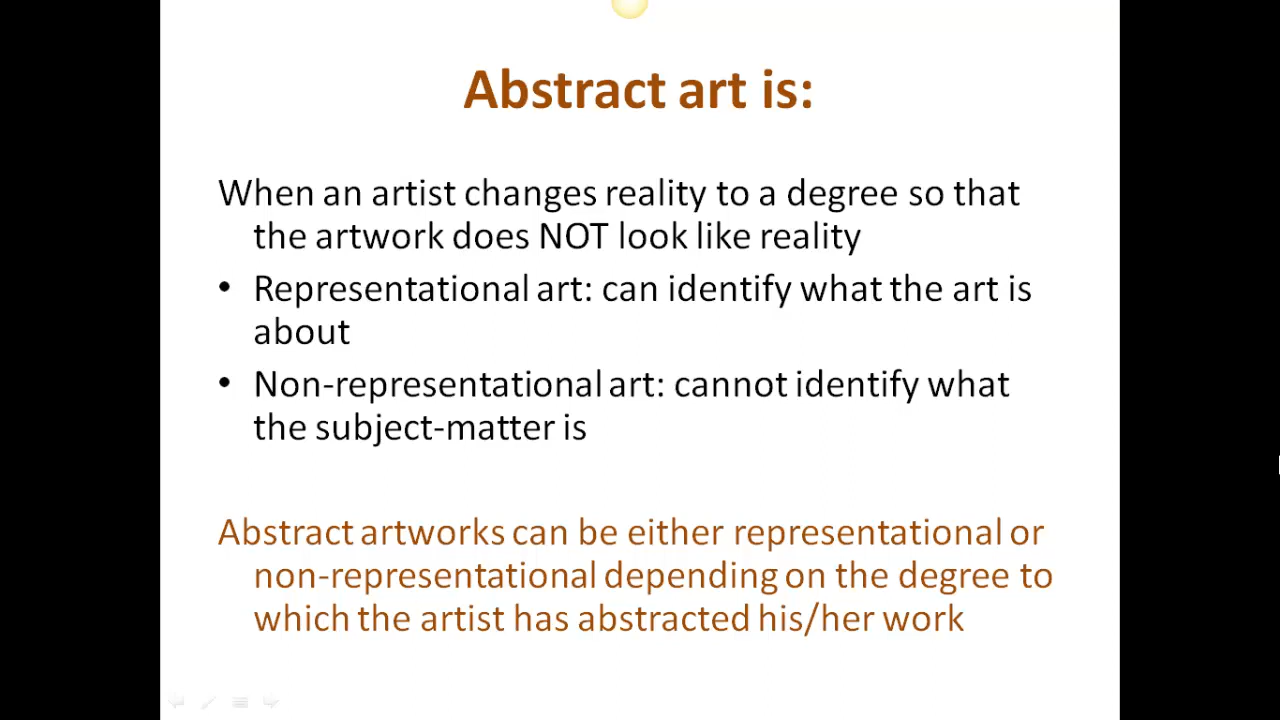 Abstract art is:
When an artist changes reality to a degree so that
the artwork does NOT look like reality
• Representational art: can identify what the art is
about
• Non-representational art: cannot identify what
the subject-matter is
Abstract artworks can be either representational or
non-representational depending on the degree to
which the artist has abstracted his/her work